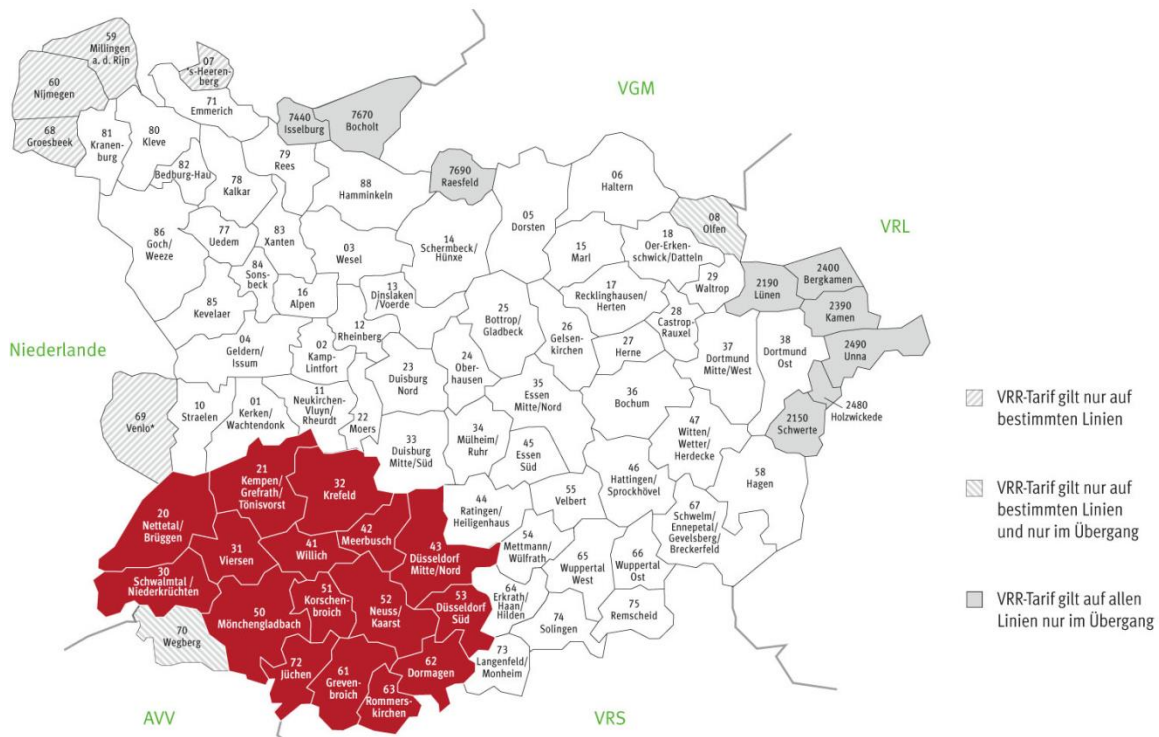 59
Millingen
a. d. Rijn
07
's-Heeren-
berg
60
Nijmegen
71
Emmerich
VGM
7440
Isselburg
7670
Bocholt
68
Groesbeek
81
Kranen-
burg
80
Kleve
82
Bedburg-Hau
79
Rees
78
Kalkar
88
Hamminkeln
7690
Raesfeld
06
Haltern
05
Dorsten
08
Olfen
VRL
86
Goch/
Weeze
77
Uedem
83
Xanten
03
Wesel
14
Schermbeck/
Hünxe
15
Marl
18
Oer-Erken-
schwick/Datteln
84
Sons-
beck
16
Alpen
13
Dinslaken
/Voerde
17
Recklinghausen/
Herten
29
Waltrop
2190
Lünen
2400
Bergkamen
2390
Kamen
85
Kevelaer
25
Bottrop/
Gladbeck
28
Castrop-
Rauxel
2490
Unna
Niederlande
04
Geldern/
Issum
02
Kamp-
Lintfort
12
Rheinberg
26
Gelsen-
kirchen
27
Herne
37
Dortmund
Mitte/West
38
Dortmund
Ost
23
Duisburg
Nord
24
Ober-
hausen
35
Essen
Mitte/Nord
36
Bochum
2480
Holzwickede
2150
Schwerte
69
Venlo*
10
Straelen
01
Kerken/
Wachtendonk
11
Neukirchen-
Vluyn/
Rheurdt
22
Moers
33
Duisburg
Mitte/Süd
34
Mülheim/
Ruhr
45
Essen
Süd
47
Witten/
Wetter/
Herdecke
VRR-Tarif gilt nur auf
bestimmten Linien
21
Kempen/
Grefrath/
Tönisvorst
32
Krefeld
46
Hattingen/
Sprockhövel
58
Hagen
20
Nettetal/
Brüggen
44
Ratingen/
Heiligenhaus
55
Velbert
67
Schwelm/
Ennepetal/
Gevelsberg/
Breckerfeld
VRR-Tarif gilt nur auf
bestimmten Linien
und nur im Übergang
31
Viersen
41
Willich
42
Meerbusch
43
Düsseldorf
Mitte/Nord
54
Mettmann/
Wülfrath
65
Wuppertal
West
66
Wuppertal
Ost
30
Schwalmtal/
Niederkrüchten
50
Mönchengladbach
51
Korschen-
broich
52
Neuss/
Kaarst
53
Düsseldorf
Süd
64
Erkrath/
Haan/
Hilden
74
Solingen
75
Remscheid
VRR-Tarif gilt auf allen
Linien nur im Übergang
70
Wegberg
72
Jüchen
61
Greven-
broich
62
Dormagen
63
Rommers-
kirchen
73
Langenfeld/
Monheim
AVV
VRS